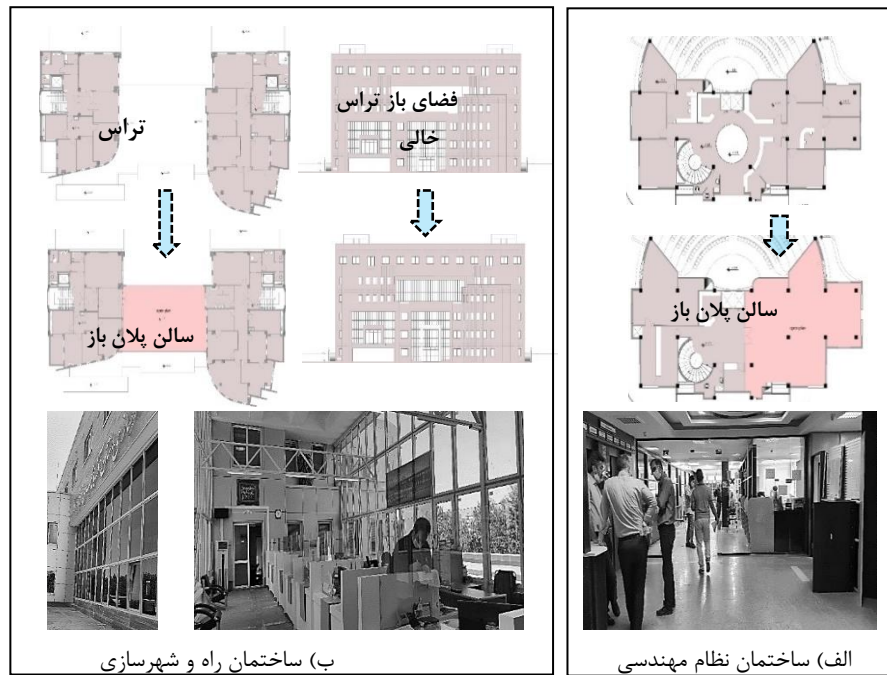 سالن پلان باز
الف) ساختمان نظام مهندسی
تراس
فضای باز تراس
خالی
سالن پلان باز
ب) ساختمان راه و شهرسازی